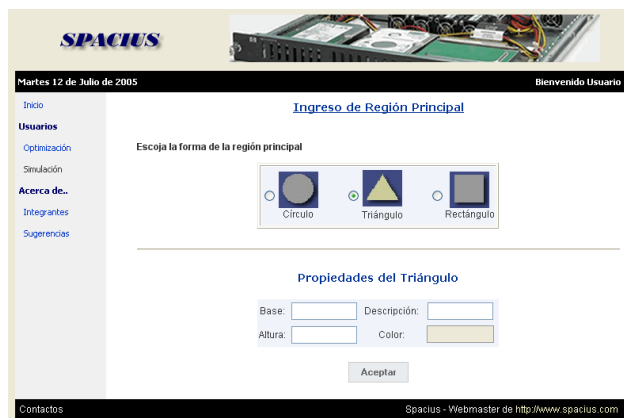 SPACIUS
Martes 12 de Julio de 2005
Bienvenido Usuario
Inicio
Usuarios
Optimización
Simulación
Acerca de..
Integrantes
Sugerencias
Ingreso de Región Principal
Escoja la forma de la región principal
Círculo
Triángulo
Rectángulo
Propiedades del Triángulo
Base:
Descripción:
Altura:
Color:
Aceptar
Contactos
Spacius - Webmaster de http://www.spacius.com